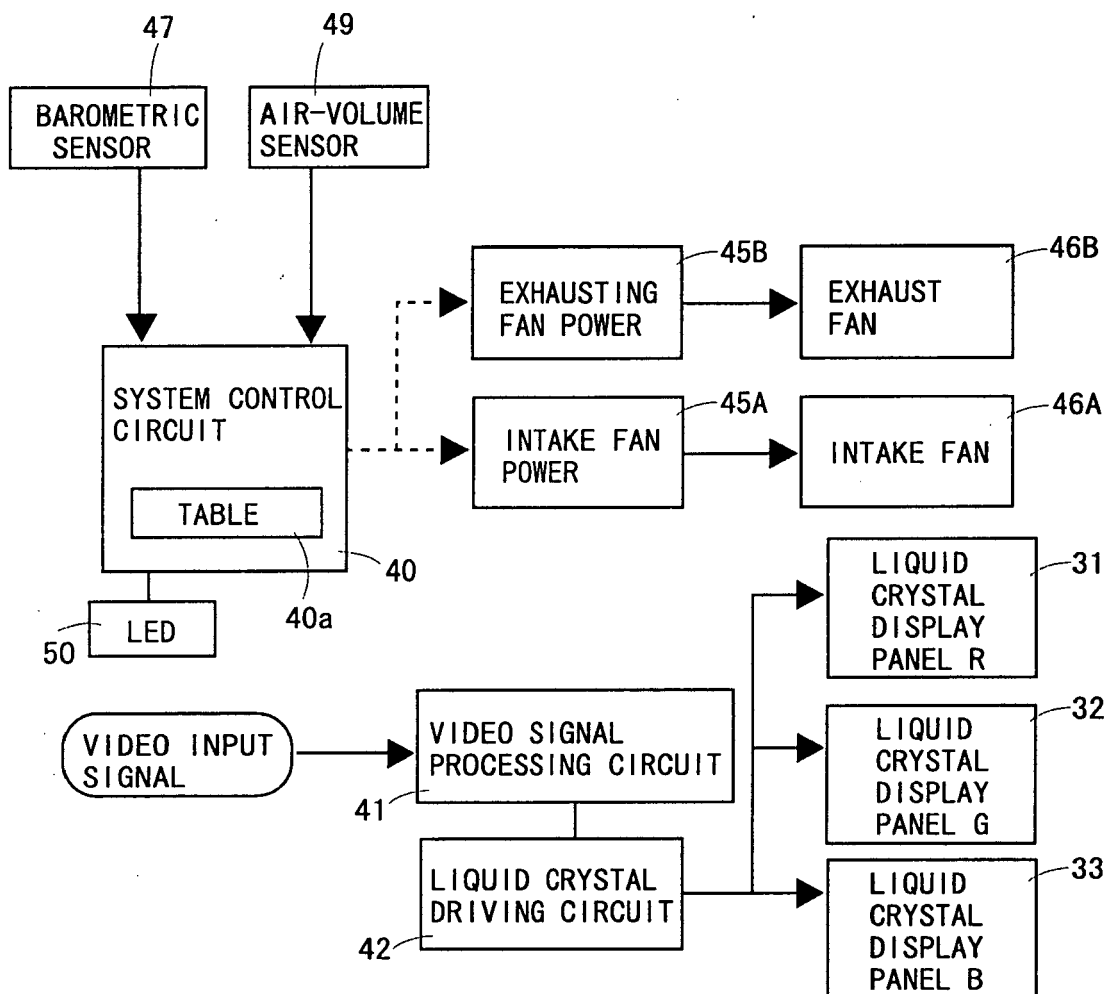 47
49
BAROMETRIC
SENSOR
AIR-VOLUME
SENSOR
45B
46B
EXHAUSTING
FAN POWER
EXHAUST
FAN
SYSTEM CONTROL
CIRCUIT
45A
46A
INTAKE FAN
POWER
INTAKE FAN
TABLE
40
40a
LED
50
LIQUID
CRYSTAL
DISPLAY
PANEL R
31
VIDEO INPUT
SIGNAL
VIDEO SIGNAL
PROCESSING CIRCUIT
41
LIQUID
CRYSTAL
DISPLAY
PANEL G
32
LIQUID CRYSTAL
DRIVING CIRCUIT
42
LIQUID
CRYSTAL
DISPLAY
PANEL B
33